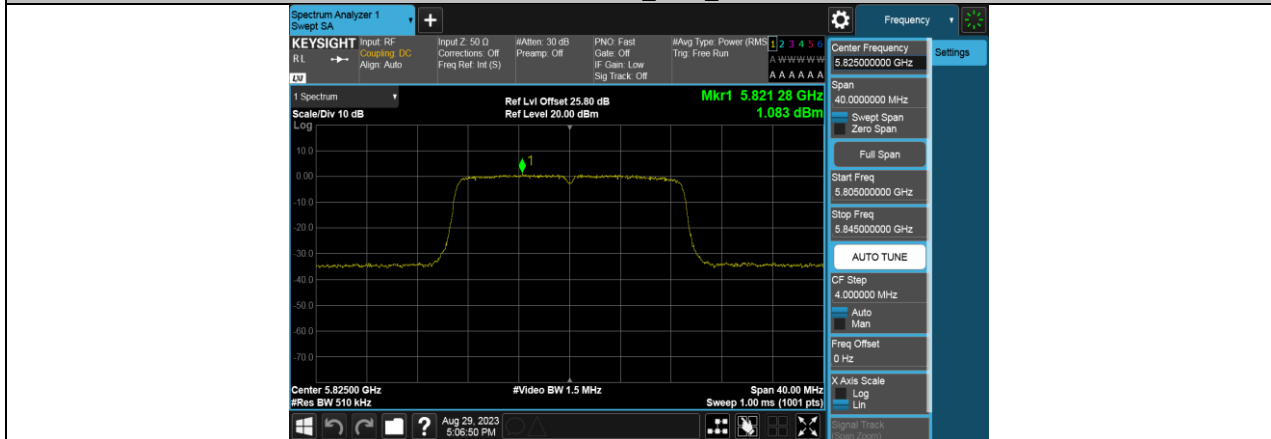 Spectrum Analyzer 1
Swept SA
+
Frequency
KEYSIGHT
RL
LXI
Input: RF
Coupling: DC
Align: Auto
Input Z: 50 Ω
Corrections: Off
Freq Ref: Int (S)
#Atten: 30 dB
Preamp: Off
PNO: Fast
Gate: Off
IF Gain: Low
Sig Track: Off
#Avg Type: Power (RMS
Trig: Free Run
1 2 3 4 5 6
A W W W W W
A A A A A A
1 Spectrum
Scale/Div 10 dB
Ref Lvl Offset 25.80 dB
Ref Level 20.00 dBm
Mkr1 5.821 28 GHz
1.083 dBm
Log
10.0
0.00
-10.0
-20.0
-30.0
-40.0
-50.0
-60.0
-70.0
1
Center 5.82500 GHz
#Res BW 510 kHz
#Video BW 1.5 MHz
Span 40.00 MHz
Sweep 1.00 ms (1001 pts)
Center Frequency
5.825000000 GHz
Settings
Span
40.0000000 MHz
Swept Span
Zero Span
Full Span
Start Freq
5.805000000 GHz
Stop Freq
5.845000000 GHz
AUTO TUNE
CF Step
4.000000 MHz
Auto
Man
Freq Offset
0 Hz
X Axis Scale
Log
Lin
Signal Track
(Span Zoom)
?
Aug 29, 2023
5:06:50 PM